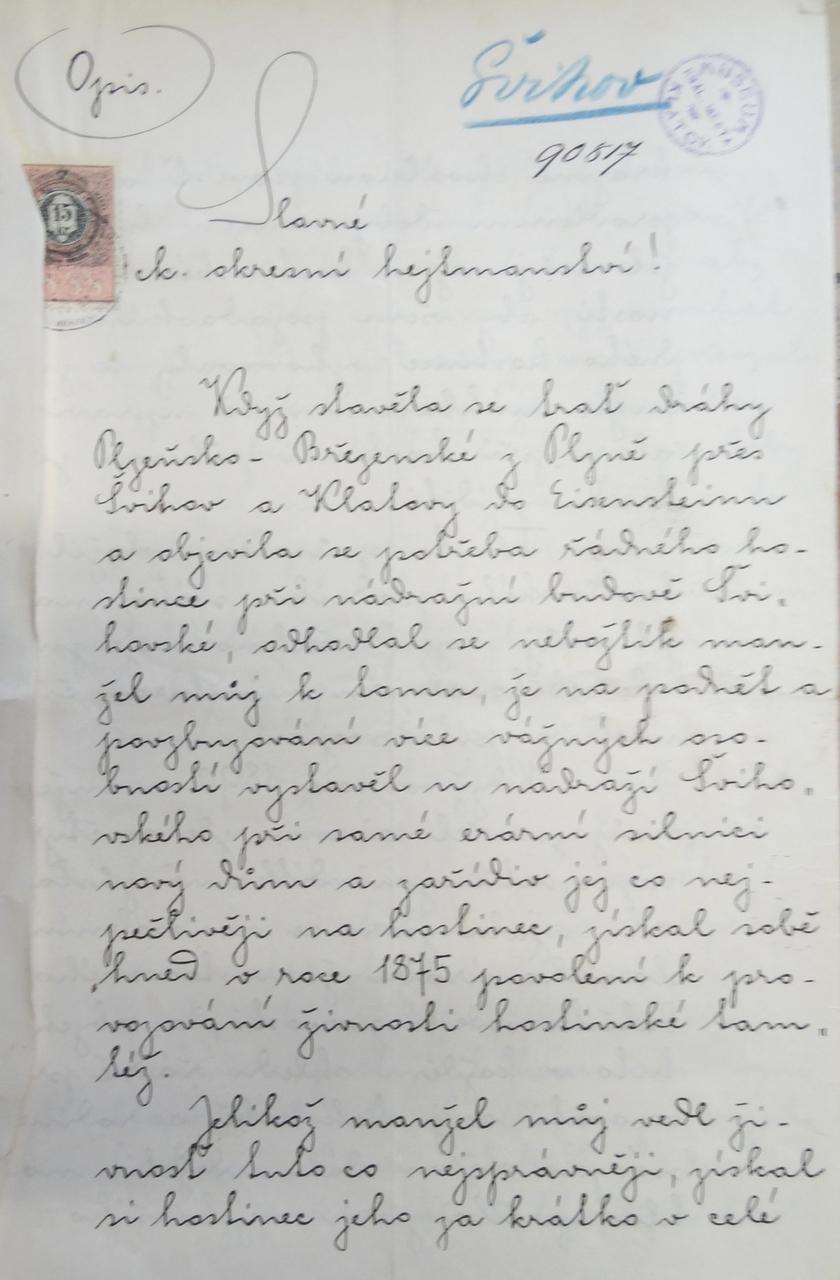 Opis.
Švihov
90817
15
Slavné
ck. okresní hejtmanství!
Když stavěla se trať dráhy
Plzeňsko- Březenské z Plzně přes
Švihov a Klatovy do Eisensteinu
a objevila se potřeba řádného ho-
stince při nádražní budově Švi-
hovské, odhodlal se nebožtík man-
žel můj k tomu, že na podnět a
povzbuzování více vážných oso-
bností vystavěl u nádraží Šviho-
vského při samé erární silnici
nový dům a zařídiv jej co nej-
pečlivěji na hostinec, získal sobě
hned v roce 1875 povolení k pro-
vozování živnosti hostinské tam-
též.
Jelikož manžel můj vedl ži-
vnosť tuto co nejsprávněji, získal
si hostinec jeho za krátko v celé